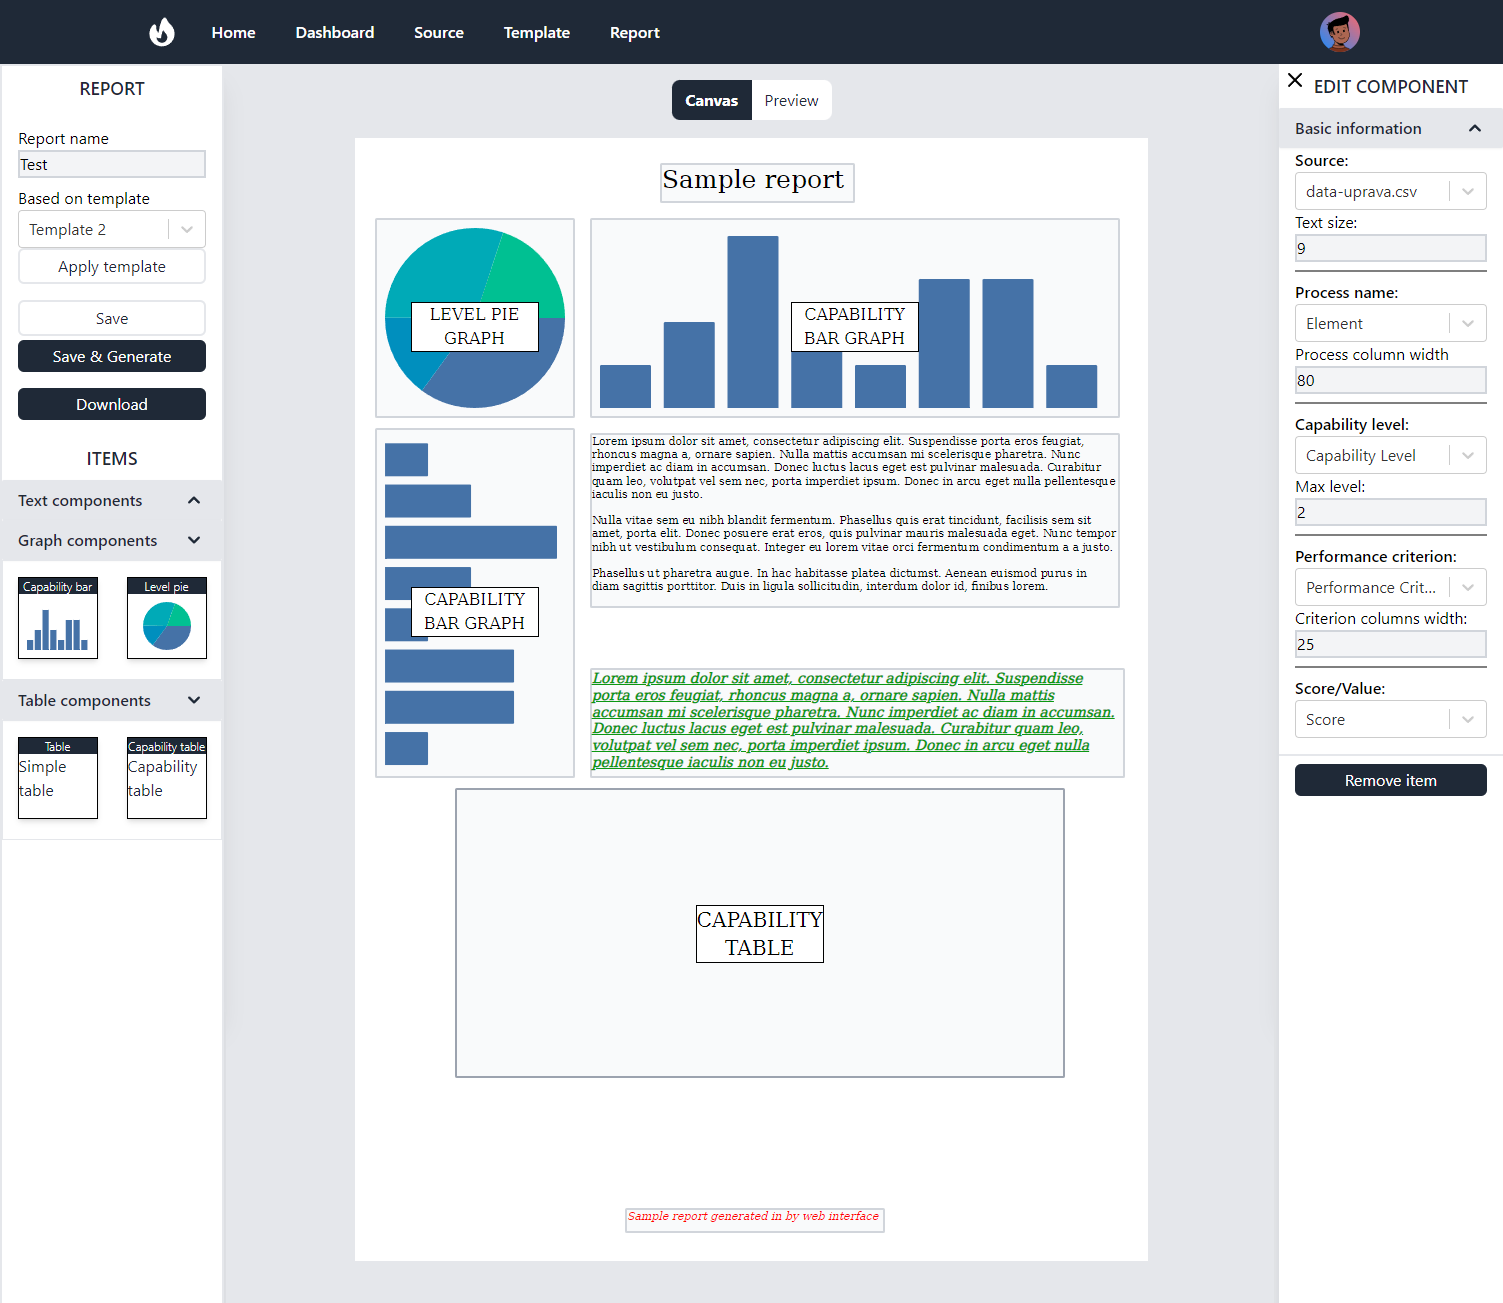 Home Dashboard Source Template Report
REPORT
Report name
Test
Based on template
Template 2
Apply template
Save
Save & Generate
Download
ITEMS
Text components
Graph components
Capability bar
Level pie
Table components
Table
Simple
table
Capability table
Capability
table
Canvas
Preview
Sample report
LEVEL PIE
GRAPH
CAPABILITY
BAR GRAPH
CAPABILITY
BAR GRAPH
Lorem ipsum dolor sit amet, consectetur adipiscing elit. Suspendisse porta eros feugiat,
rhoncus magna a, ornare sapien. Nulla mattis accumsan mi scelerisque pharetra. Nunc
imperdiet ac diam in accumsan. Donec luctus lacus eget est pulvinar malesuada. Curabitur
quam leo, volutpat vel sem nec, porta imperdiet ipsum. Donec in arcu eget nulla pellentesque
iaculis non eu justo.
Nulla vitae sem eu nibh blandit fermentum. Phasellus quis erat tincidunt, facilisis sem sit
amet, porta elit. Donec posuere erat eros, quis pulvinar mauris malesuada eget. Nunc tempor
nibh ut vestibulum consequat. Integer eu lorem vitae orci fermentum condimentum a a justo.
Phasellus ut pharetra augue. In hac habitasse platea dictumst. Aenean euismod purus in
diam sagittis porttitor. Duis in ligula sollicitudin, interdum dolor id, finibus lorem.
Lorem ipsum dolor sit amet, consectetur adipiscing elit. Suspendisse
porta eros feugiat, rhoncus magna a, ornare sapien. Nulla mattis
accumsan mi scelerisque pharetra. Nunc imperdiet ac diam in accumsan.
Donec luctus lacus eget est pulvinar malesuada. Curabitur quam leo,
volutpat vel sem nec, porta imperdiet ipsum. Donec in arcu eget nulla
pellentesque iaculis non eu justo.
CAPABILITY
TABLE
Sample report generated in by web interface
EDIT COMPONENT
Basic information
Source:
data-uprava.csv
Text size:
9
Process name:
Element
Process column width
80
Capability level:
Capability Level
Max level:
2
Performance criterion:
Performance Crit...
Criterion columns width:
25
Score/Value:
Score
Remove item